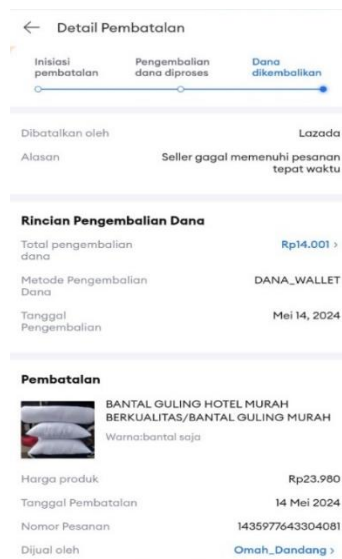 Detail Pembatalan
Inisiasi pembatalan
Pengembalian dana diproses
Dana dikembalikan
Dibatalkan oleh Lazada
Alasan Seller gagal memenuhi pesanan
tepat waktu
Rincian Pengembalian Dana
Total pengembalian dana Rp14.001 >
Metode Pengembalian Dana DANA_WALLET
Tanggal Pengembalian Mei 14, 2024
Pembatalan
BANTAL GULING HOTEL MURAH
BERKUALITAS/BANTAL GULING MURAH
Warna:bantal saja
Harga produk Rp23.980
Tanggal Pembatalan 14 Mei 2024
Nomor Pesanan 1435977643304081
Dijual oleh Omah_Dandang >